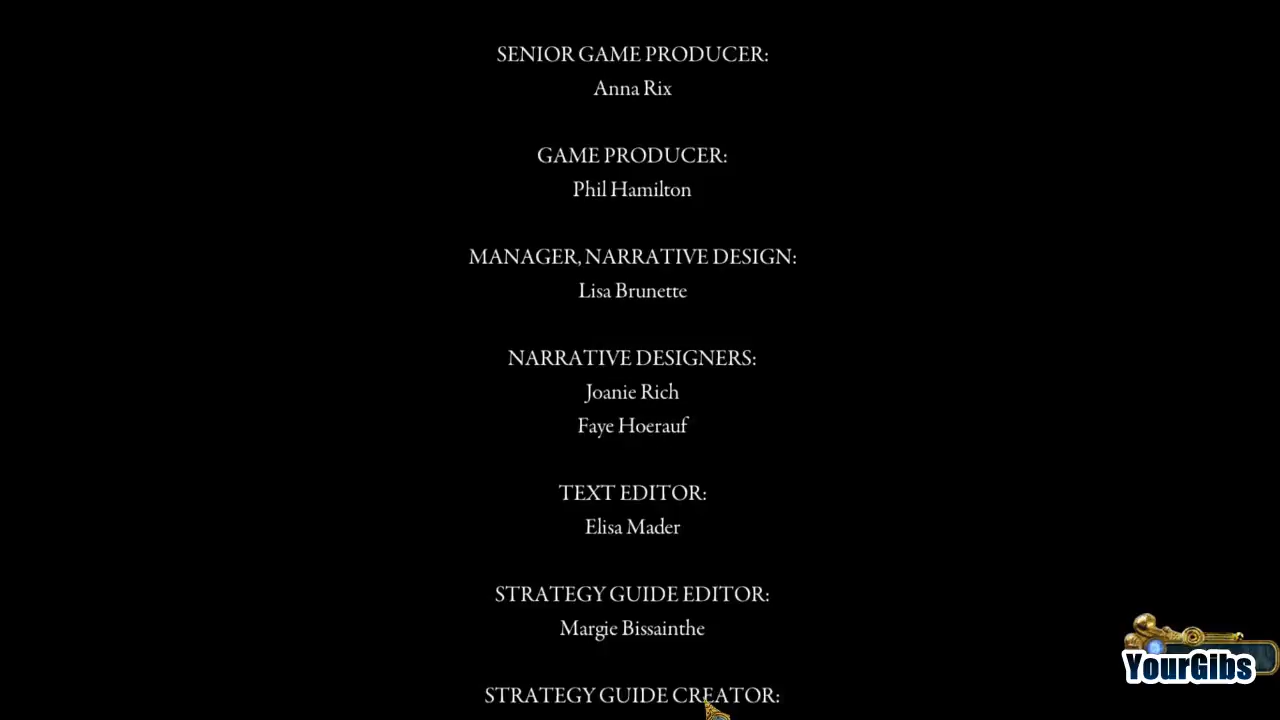 SENIOR GAME PRODUCER:
Anna Rix
GAME PRODUCER:
Phil Hamilton
MANAGER, NARRATIVE DESIGN:
Lisa Brunette
NARRATIVE DESIGNERS:
Joanie Rich
Faye Hoerauf
TEXT EDITOR:
Elisa Mader
STRATEGY GUIDE EDITOR:
Margie Bissainthe
STRATEGY GUIDE CREATOR:
YourGibs